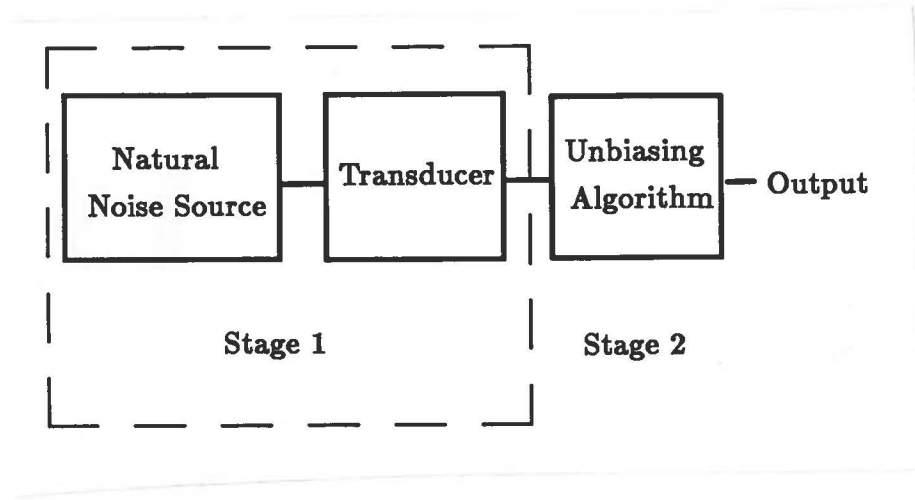 Natural
Noise Source
Transducer
Unbiasing
Algorithm
Output
Stage 1
Stage 2